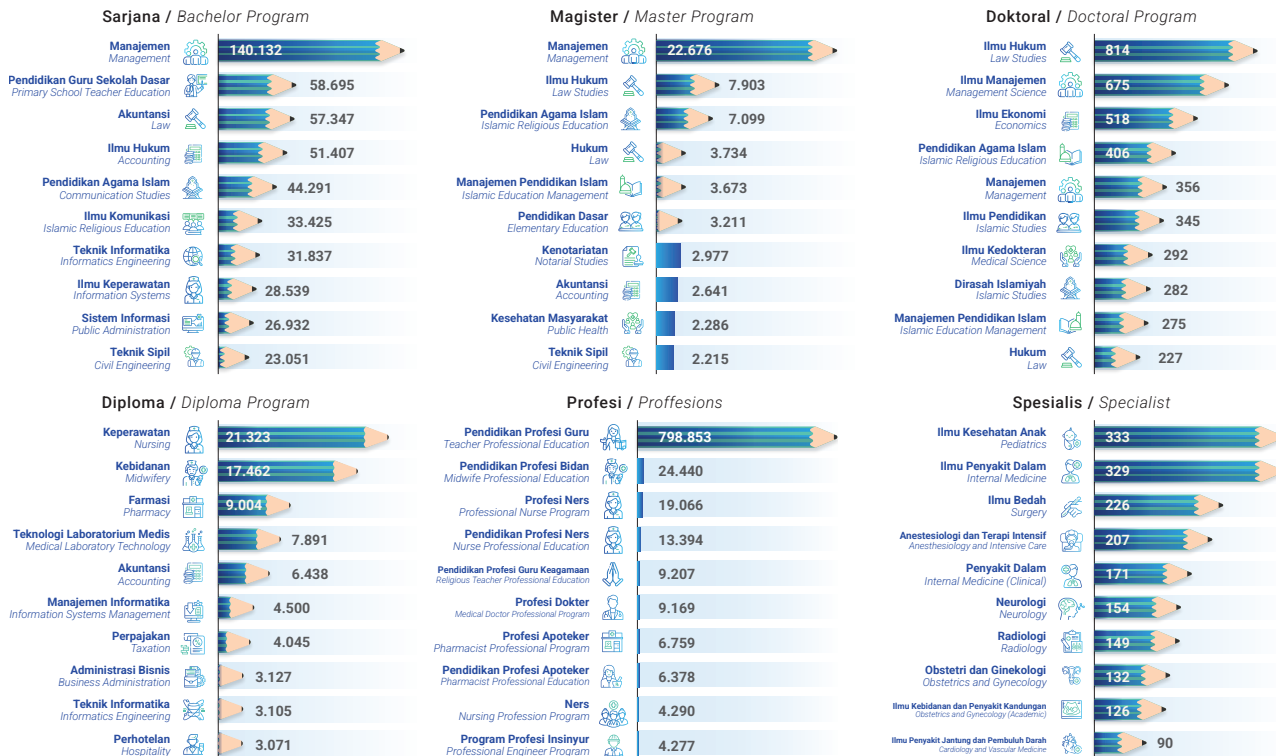 Sarjana / Bachelor Program
Manajemen
Management
140.132
Pendidikan Guru Sekolah Dasar
Primary School Teacher Education
58.695
Akuntansi
Law
57.347
Ilmu Hukum
Accounting
51.407
Pendidikan Agama Islam
Communication Studies
44.291
Ilmu Komunikasi
Islamic Religious Education
33.425
Teknik Informatika
Informatics Engineering
31.837
Ilmu Keperawatan
Information Systems
28.539
Sistem Informasi
Public Administration
26.932
Teknik Sipil
Civil Engineering
23.051
Magister / Master Program
Manajemen
Management
22.676
Ilmu Hukum
Law Studies
7.903
Pendidikan Agama Islam
Islamic Religious Education
7.099
Hukum
Law
3.734
Manajemen Pendidikan Islam
Islamic Education Management
3.673
Pendidikan Dasar
Elementary Education
3.211
Kenotariatan
Notarial Studies
2.977
Akuntansi
Accounting
2.641
Kesehatan Masyarakat
Public Health
2.286
Teknik Sipil
Civil Engineering
2.215
Doktoral / Doctoral Program
Ilmu Hukum
Law Studies
814
Ilmu Manajemen
Management Science
675
Ilmu Ekonomi
Economics
518
Pendidikan Agama Islam
Islamic Religious Education
406
Manajemen
Management
356
Ilmu Pendidikan
Islamic Studies
345
Ilmu Kedokteran
Medical Science
292
Dirasah Islamiyah
Islamic Studies
282
Manajemen Pendidikan Islam
Islamic Education Management
275
Hukum
Law
227
Diploma / Diploma Program
Keperawatan
Nursing
21.323
Kebidanan
Midwifery
17.462
Farmasi
Pharmacy
9.004
Teknologi Laboratorium Medis
Medical Laboratory Technology
7.891
Akuntansi
Accounting
6.438
Manajemen Informatika
Information Systems Management
4.500
Perpajakan
Taxation
4.045
Administrasi Bisnis
Business Administration
3.127
Teknik Informatika
Informatics Engineering
3.105
Perhotelan
Hospitality
3.071
Profesi / Proffesions
Pendidikan Profesi Guru
Teacher Professional Education
798.853
Pendidikan Profesi Bidan
Midwife Professional Education
24.440
Profesi Ners
Professional Nurse Program
19.066
Pendidikan Profesi Ners
Nurse Professional Education
13.394
Pendidikan Profesi Guru Keagamaan
Religious Teacher Professional Education
9.207
Profesi Dokter
Medical Doctor Professional Program
9.169
Profesi Apoteker
Pharmacist Professional Program
6.759
Pendidikan Profesi Apoteker
Pharmacist Professional Education
6.378
Ners
Nursing Profession Program
4.290
Program Profesi Insinyur
Professional Engineer Program
4.277
Spesialis / Specialist
Ilmu Kesehatan Anak
Pediatrics
333
Ilmu Penyakit Dalam
Internal Medicine
329
Ilmu Bedah
Surgery
226
Anestesiologi dan Terapi Intensif
Anesthesiology and Intensive Care
207
Penyakit Dalam
Internal Medicine (Clinical)
171
Neurologi
Neurology
154
Radiologi
Radiology
149
Obstetri dan Ginekologi
Obstetrics and Gynecology
132
Ilmu Kebidanan dan Penyakit Kandungan
Obstetrics and Gynecology (Academic)
126
Ilmu Penyakit Jantung dan Pembuluh Darah
Cardiology and Vascular Medicine
90